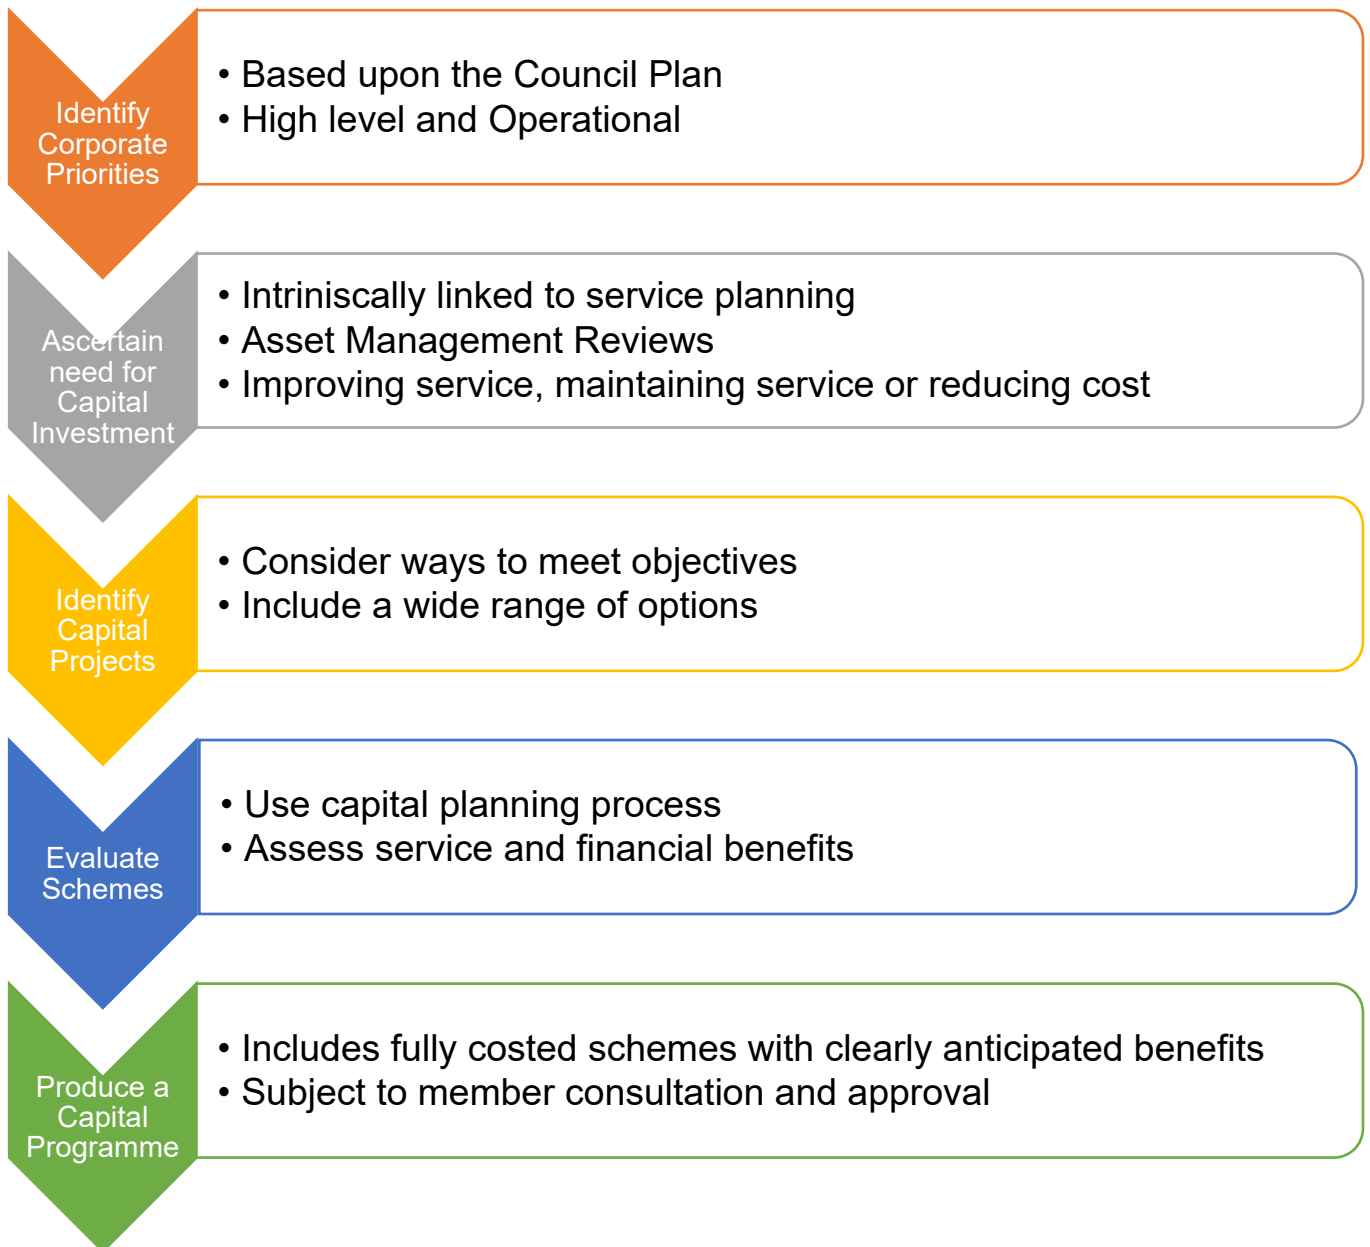 Identify
Corporate
Priorities
• Based upon the Council Plan
• High level and Operational
Ascertain
need for
Capital
Investment
• Intriniscally linked to service planning
• Asset Management Reviews
• Improving service, maintaining service or reducing cost
Identify
Capital
Projects
• Consider ways to meet objectives
• Include a wide range of options
Evaluate
Schemes
• Use capital planning process
• Assess service and financial benefits
Produce a
Capital
Programme
• Includes fully costed schemes with clearly anticipated benefits
• Subject to member consultation and approval